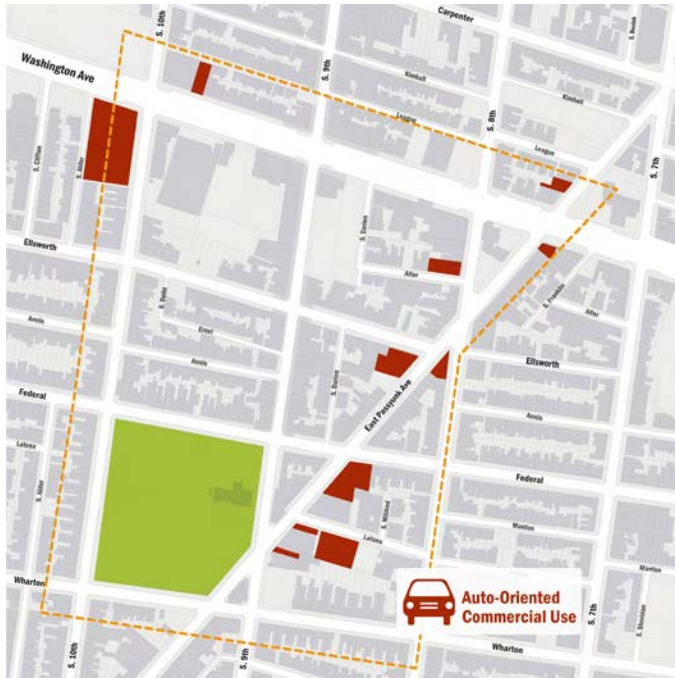 Carpenter
S. 10th
S. 9th
S. 8th
S. 7th
Washington Ave
Kimball
Kimball
League
League
S. Clifton
S. Alder
S. Darien
Alter
Ellsworth
S. Franklin
Alter
S. Delhi
Ernst
Annin
Annin
S. Darien
East Passyunk Ave
Ellsworth
Annin
Federal
Latona
S. Alder
Federal
S. Mildred
Manton
Latona
Manton
Wharton
Auto-Oriented
Commercial Use
S. 7th
S. Sheridan
S. 10th
S. 9th
Wharton